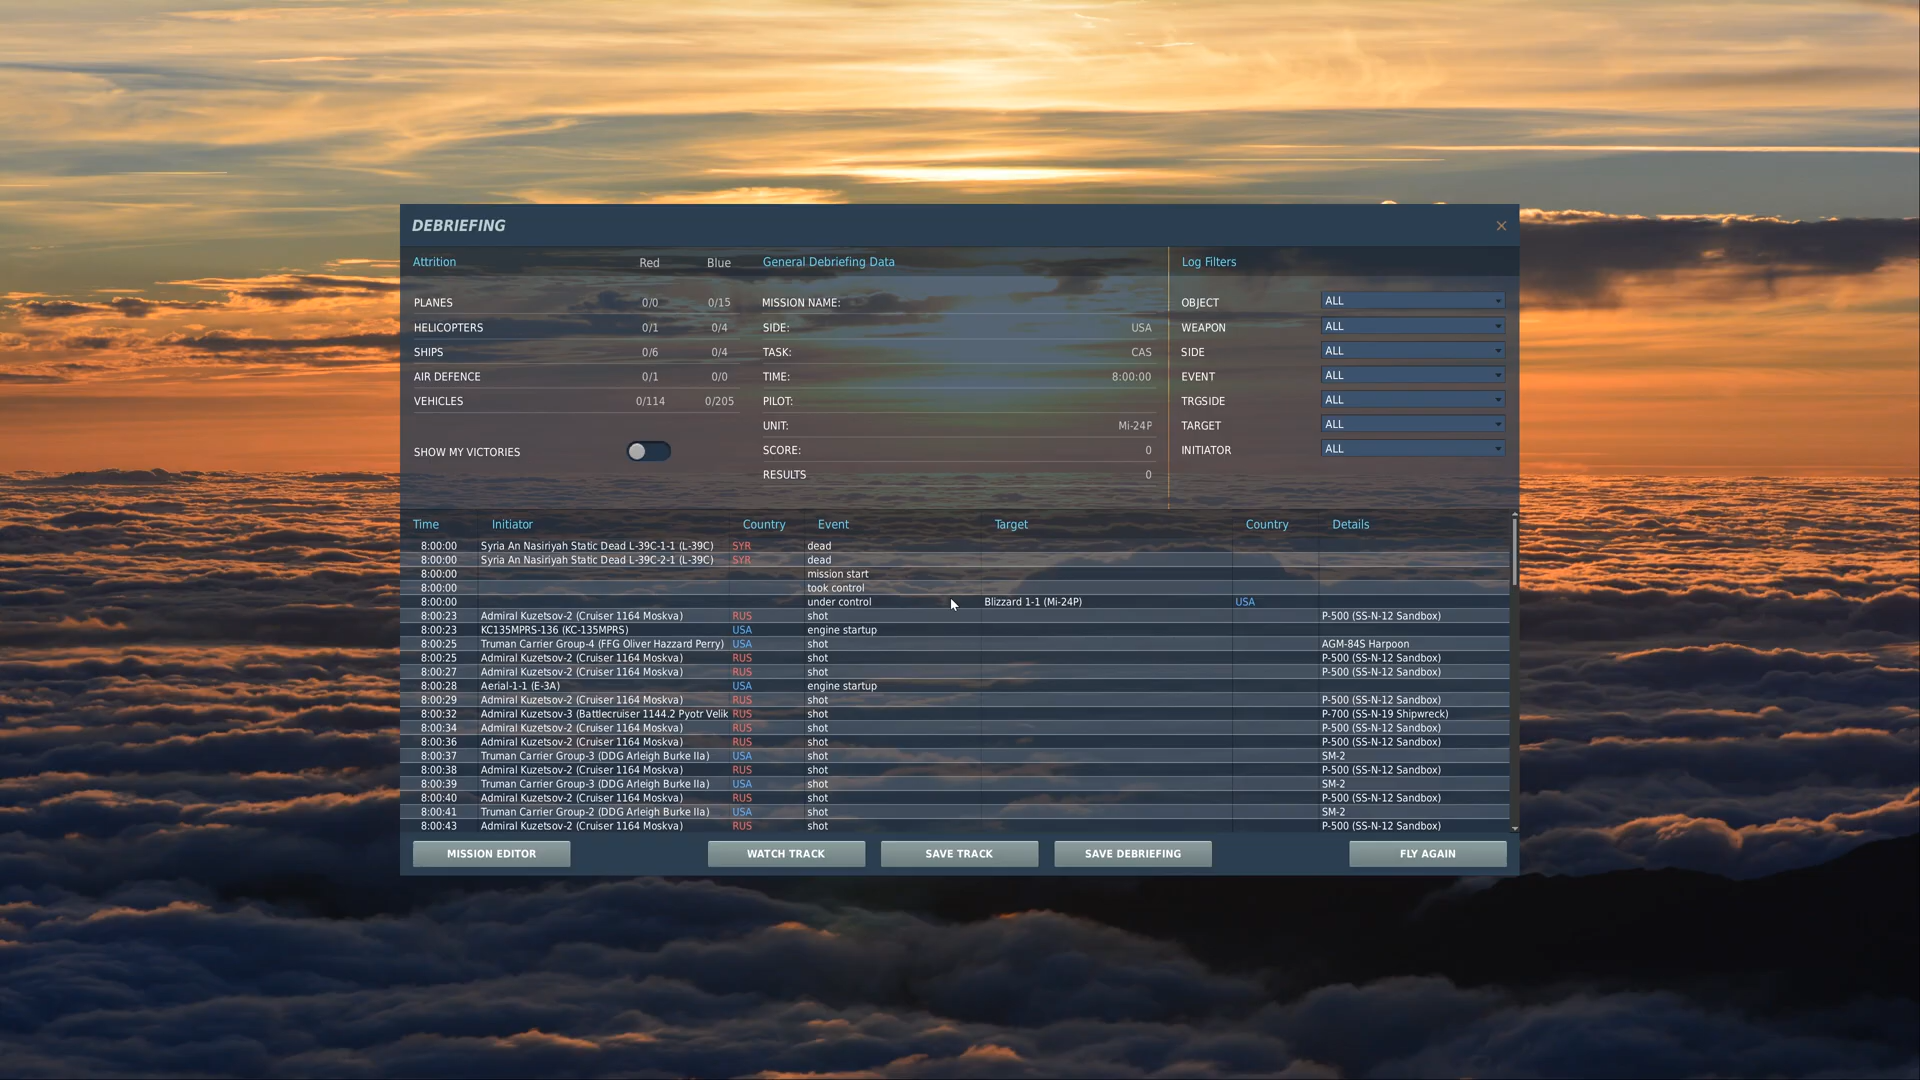 DEBRIEFING
Attrition Red Blue General Debriefing Data Log Filters
PLANES 0/0 0/15 MISSION NAME: OBJECT ALL
HELICOPTERS 0/1 0/4 SIDE: USA WEAPON ALL
SHIPS 0/6 0/4 TASK: CAS SIDE ALL
AIR DEFENCE 0/1 0/0 TIME: 8:00:00 EVENT ALL
VEHICLES 0/114 0/205 PILOT: TRGSIDE ALL
UNIT: Mi-24P TARGET ALL
SHOW MY VICTORIES SCORE: 0 INITIATOR ALL
RESULTS 0
Time Initiator Country Event Target Country Details
8:00:00 Syria An Nasiriyah Static Dead L-39C-1-1 (L-39C) SYR dead
8:00:00 Syria An Nasiriyah Static Dead L-39C-2-1 (L-39C) SYR dead
8:00:00 mission start
8:00:00 took control
8:00:00 under control Blizzard 1-1 (Mi-24P) USA
8:00:23 Admiral Kuzetsov-2 (Cruiser 1164 Moskva) RUS shot P-500 (SS-N-12 Sandbox)
8:00:23 KC135MPRS-136 (KC-135MPRS) USA engine startup
8:00:25 Truman Carrier Group-4 (FFG Oliver Hazzard Perry) USA shot AGM-84S Harpoon
8:00:25 Admiral Kuzetsov-2 (Cruiser 1164 Moskva) RUS shot P-500 (SS-N-12 Sandbox)
8:00:27 Admiral Kuzetsov-2 (Cruiser 1164 Moskva) RUS shot P-500 (SS-N-12 Sandbox)
8:00:28 Aerial-1-1 (E-3A) USA engine startup
8:00:29 Admiral Kuzetsov-2 (Cruiser 1164 Moskva) RUS shot P-500 (SS-N-12 Sandbox)
8:00:32 Admiral Kuzetsov-3 (Battlecruiser 1144.2 Pyotr Velik RUS shot P-700 (SS-N-19 Shipwreck)
8:00:34 Admiral Kuzetsov-2 (Cruiser 1164 Moskva) RUS shot P-500 (SS-N-12 Sandbox)
8:00:36 Admiral Kuzetsov-2 (Cruiser 1164 Moskva) RUS shot P-500 (SS-N-12 Sandbox)
8:00:37 Truman Carrier Group-3 (DDG Arleigh Burke IIa) USA shot SM-2
8:00:38 Admiral Kuzetsov-2 (Cruiser 1164 Moskva) RUS shot P-500 (SS-N-12 Sandbox)
8:00:39 Truman Carrier Group-3 (DDG Arleigh Burke IIa) USA shot SM-2
8:00:40 Admiral Kuzetsov-2 (Cruiser 1164 Moskva) RUS shot P-500 (SS-N-12 Sandbox)
8:00:41 Truman Carrier Group-2 (DDG Arleigh Burke IIa) USA shot SM-2
8:00:43 Admiral Kuzetsov-2 (Cruiser 1164 Moskva) RUS shot P-500 (SS-N-12 Sandbox)
MISSION EDITOR WATCH TRACK SAVE TRACK SAVE DEBRIEFING FLY AGAIN